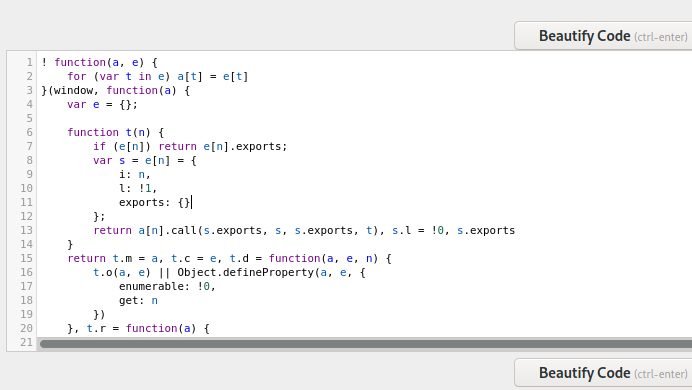 Beautify Code (ctrl-enter)
1 ! function(a, e) {
2     for (var t in e) a[t] = e[t]
3 }(window, function(a) {
4     var e = {};
5
6     function t(n) {
7         if (e[n]) return e[n].exports;
8         var s = e[n] = {
9             i: n,
10             l: !1,
11             exports: {}
12         };
13         return a[n].call(s.exports, s, s.exports, t), s.l = !0, s.exports
14     }
15     return t.m = a, t.c = e, t.d = function(a, e, n) {
16         t.o(a, e) || Object.defineProperty(a, e, {
17             enumerable: !0,
18             get: n
19         })
20     }, t.r = function(a) {
21
Beautify Code (ctrl-enter)